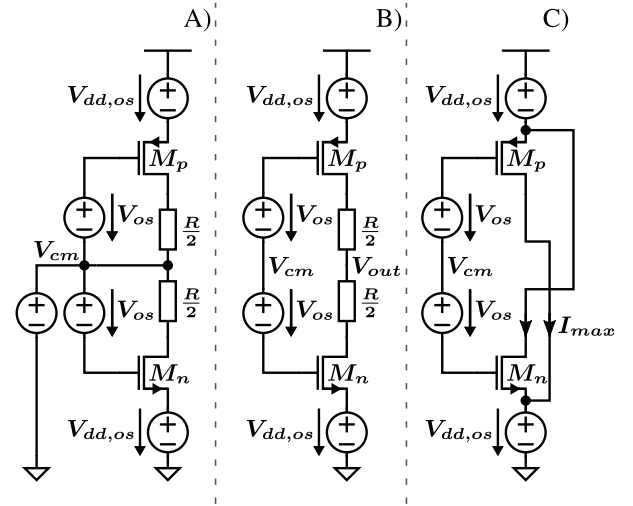 A)
B)
C)
V_{dd,os}
V_{dd,os}
V_{dd,os}
M_p
M_p
M_p
V_{os}
R/2
V_{os}
R/2
V_{os}
V_{cm}
V_{cm}
V_{out}
V_{cm}
V_{os}
R/2
V_{os}
R/2
V_{os}
I_{max}
M_n
M_n
M_n
V_{dd,os}
V_{dd,os}
V_{dd,os}